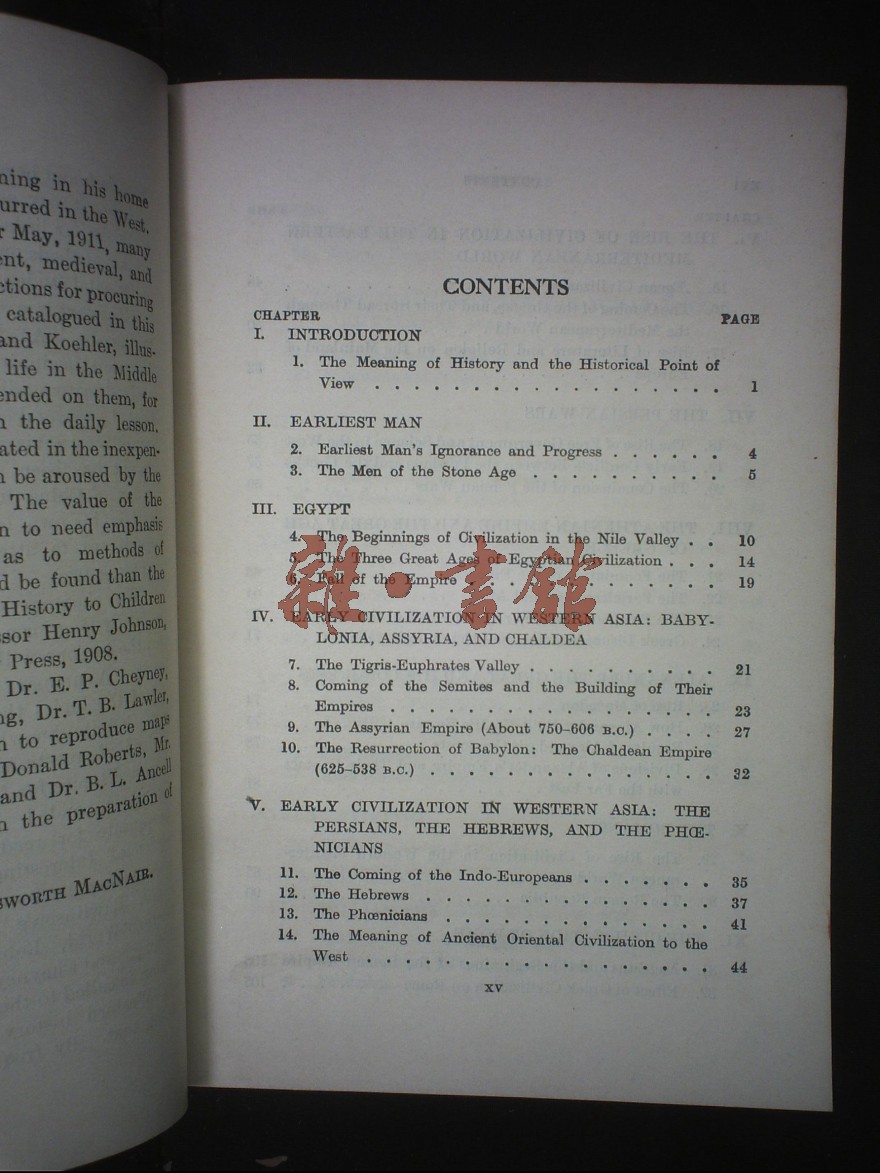 ning in his home
urred in the West.
r May, 1911, many
ent, medieval, and
ctions for procuring
catalogued in this
and Koehler, illus-
life in the Middle
ended on them, for
n the daily lesson.
ated in the inexpen-
n be aroused by the
The value of the
n to need emphasis
as to methods of
d be found than the
History to Children
ssor Henry Johnson,
Press, 1908.
Dr. E. P. Cheyney,
ng, Dr. T. B. Lawler,
n to reproduce maps
Donald Roberts, Mr.
and Dr. B. L. Ancell
n the preparation of
SWORTH MACNAIR.
CONTENTS
CHAPTER PAGE
I. INTRODUCTION
1. The Meaning of History and the Historical Point of
View . . . . . . . . . . . . . . . . . 1
II. EARLIEST MAN
2. Earliest Man's Ignorance and Progress . . . . . . 4
3. The Men of the Stone Age . . . . . . . . . . 5
III. EGYPT
4. The Beginnings of Civilization in the Nile Valley . . 10
5. The Three Great Ages of Egyptian Civilization . . . 14
6. Fall of the Empire . . . . . . . . . . . . . 19
雜·書館
IV. EARLY CIVILIZATION IN WESTERN ASIA: BABY-
LONIA, ASSYRIA, AND CHALDEA
7. The Tigris-Euphrates Valley . . . . . . . . . . 21
8. Coming of the Semites and the Building of Their
Empires . . . . . . . . . . . . . . . . . 23
9. The Assyrian Empire (About 750–606 B.C.) . . . . 27
10. The Resurrection of Babylon: The Chaldean Empire
(625–538 B.C.) . . . . . . . . . . . . . . . 32
V. EARLY CIVILIZATION IN WESTERN ASIA: THE
PERSIANS, THE HEBREWS, AND THE PHŒ-
NICIANS
11. The Coming of the Indo-Europeans . . . . . . . 35
12. The Hebrews . . . . . . . . . . . . . . . 37
13. The Phœnicians . . . . . . . . . . . . . . 41
14. The Meaning of Ancient Oriental Civilization to the
West . . . . . . . . . . . . . . . . . . 44
xv